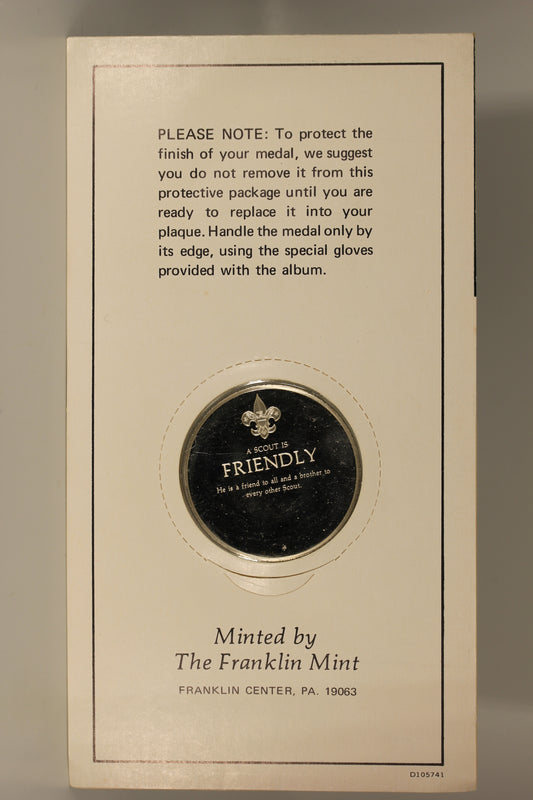 PLEASE NOTE: To protect the
finish of your medal, we suggest
you do not remove it from this
protective package until you are
ready to replace it into your
plaque. Handle the medal only by
its edge, using the special gloves
provided with the album.
A SCOUT IS
FRIENDLY
He is a friend to all and a brother to
every other Scout.
Minted by
The Franklin Mint
FRANKLIN CENTER, PA. 19063
D105741